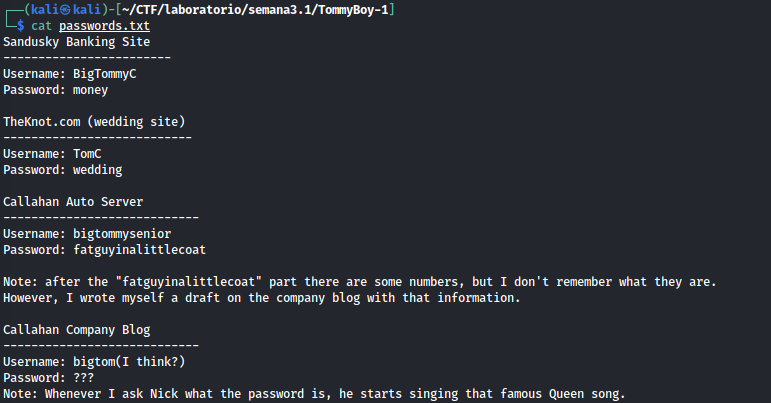 ┌──(kali㉿kali)-[~/CTF/laboratorio/semana3.1/TommyBoy-1]
└─$ cat passwords.txt
Sandusky Banking Site
------------------------
Username: BigTommyC
Password: money
TheKnot.com (wedding site)
---------------------------
Username: TomC
Password: wedding
Callahan Auto Server
----------------------------
Username: bigtommysenior
Password: fatguyinalittlecoat
Note: after the "fatguyinalittlecoat" part there are some numbers, but I don't remember what they are.
However, I wrote myself a draft on the company blog with that information.
Callahan Company Blog
----------------------------
Username: bigtom(I think?)
Password: ???
Note: Whenever I ask Nick what the password is, he starts singing that famous Queen song.